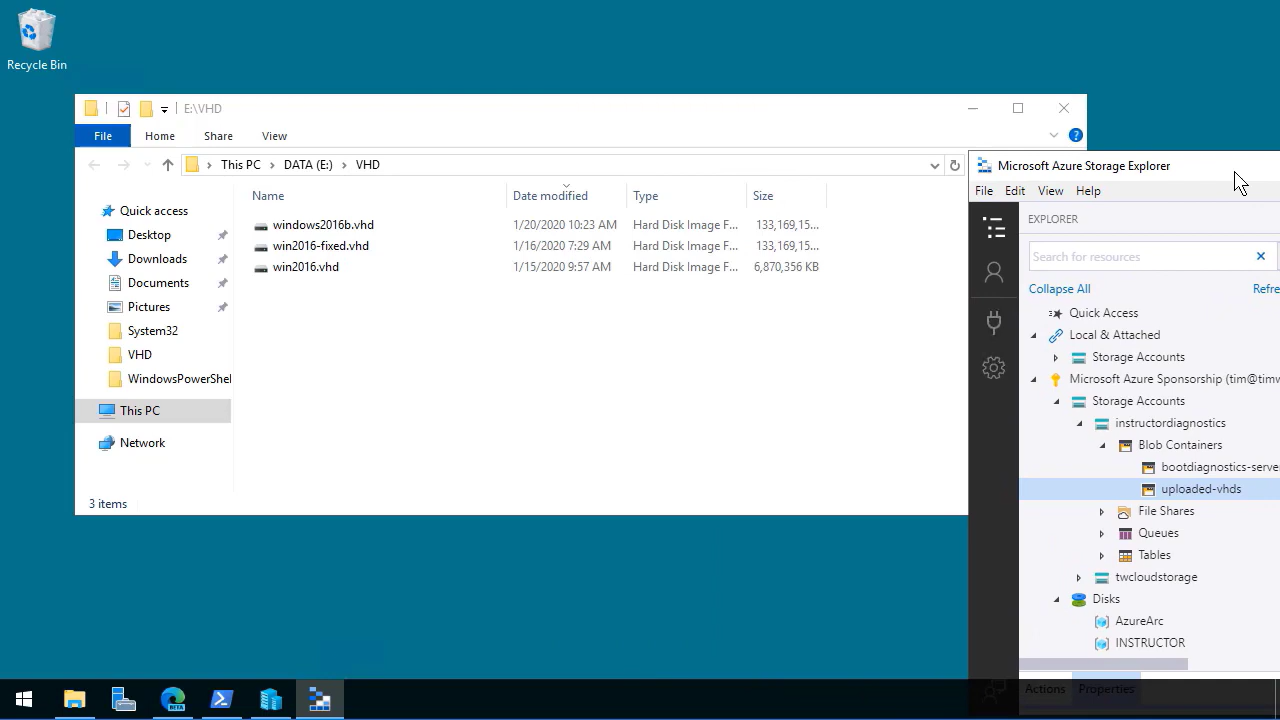 Recycle Bin
E:\VHD
File
Home
Share
View
This PC
DATA (E:)
VHD
Name
Date modified
Type
Size
Quick access
Desktop
Downloads
Documents
Pictures
System32
VHD
WindowsPowerShel
This PC
Network
windows2016b.vhd 1/20/2020 10:23 AM Hard Disk Image F... 133,169,15...
win2016-fixed.vhd 1/16/2020 7:29 AM Hard Disk Image F... 133,169,15...
win2016.vhd 1/15/2020 9:57 AM Hard Disk Image F... 6,870,356 KB
3 items
Microsoft Azure Storage Explorer
File Edit View Help
EXPLORER
Search for resources
Collapse All Refre
Quick Access
Local & Attached
Storage Accounts
Microsoft Azure Sponsorship (tim@timw
Storage Accounts
instructordiagnostics
Blob Containers
bootdiagnostics-server
uploaded-vhds
File Shares
Queues
Tables
twcloudstorage
Disks
AzureArc
INSTRUCTOR
Actions Properties
BETA